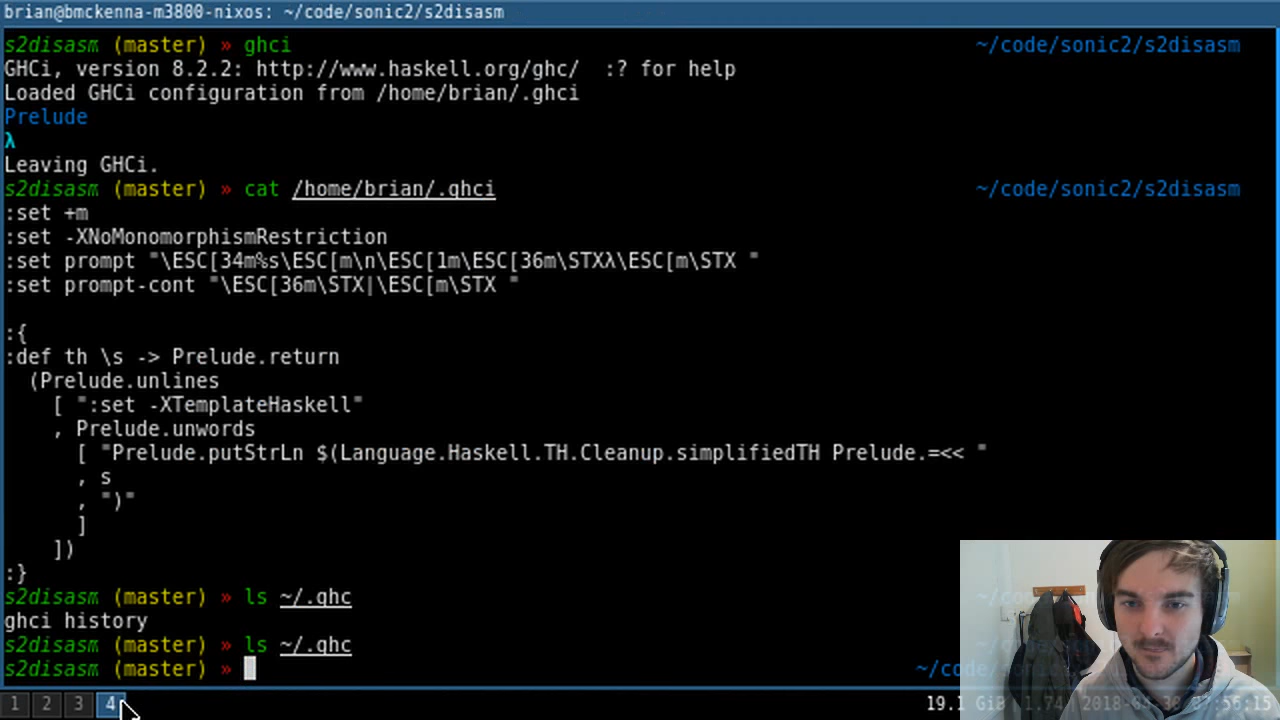 brian@bmckenna-m3800-nixos: ~/code/sonic2/s2disasm
s2disasm (master) » ghci ~/code/sonic2/s2disasm
GHCi, version 8.2.2: http://www.haskell.org/ghc/  :? for help
Loaded GHCi configuration from /home/brian/.ghci
Prelude
λ
Leaving GHCi.
s2disasm (master) » cat /home/brian/.ghci ~/code/sonic2/s2disasm
:set +m
:set -XNoMonomorphismRestriction
:set prompt "\ESC[34m%s\ESC[m\n\ESC[1m\ESC[36m\STXλ\ESC[m\STX "
:set prompt-cont "\ESC[36m\STX|\ESC[m\STX "
:{
:def th \s -> Prelude.return
(Prelude.unlines
[ ":set -XTemplateHaskell"
, Prelude.unwords
[ "Prelude.putStrLn $(Language.Haskell.TH.Cleanup.simplifiedTH Prelude.=<< "
, s
, ")"
]
])
:}
s2disasm (master) » ls ~/.ghc
ghci history
s2disasm (master) » ls ~/.ghc
s2disasm (master) » ~/code
1 2 3 4 19.1 GiB | 1.74 | 2018-04-30 :56:15